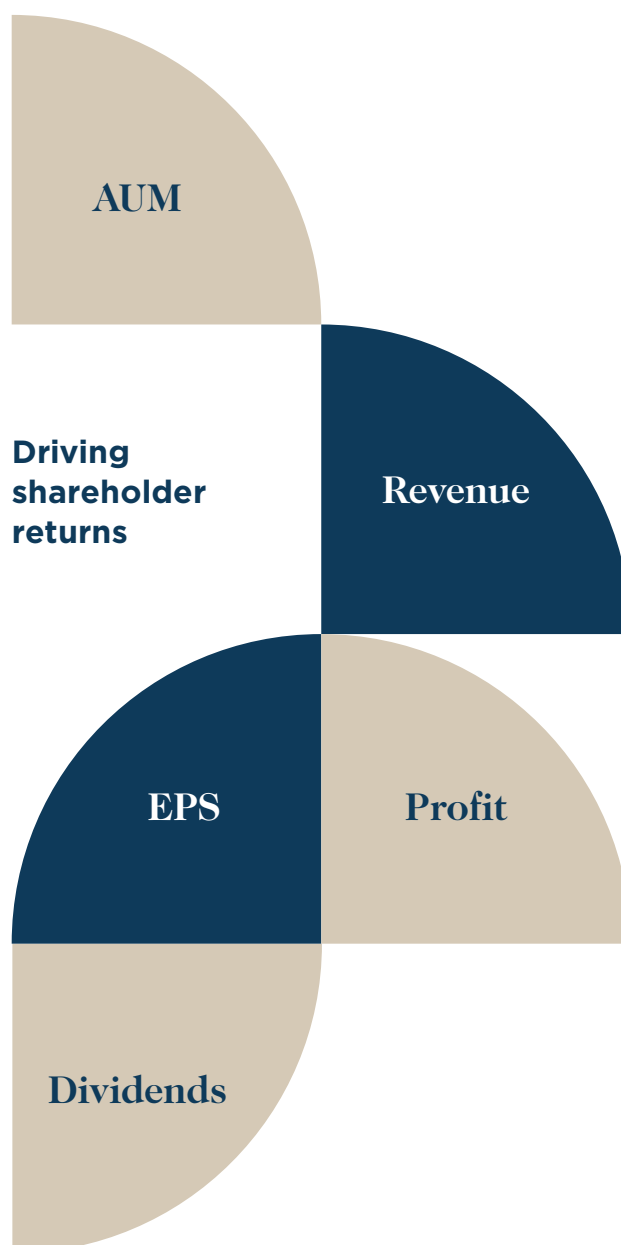 AUM
Driving
shareholder
returns
Revenue
EPS
Profit
Dividends